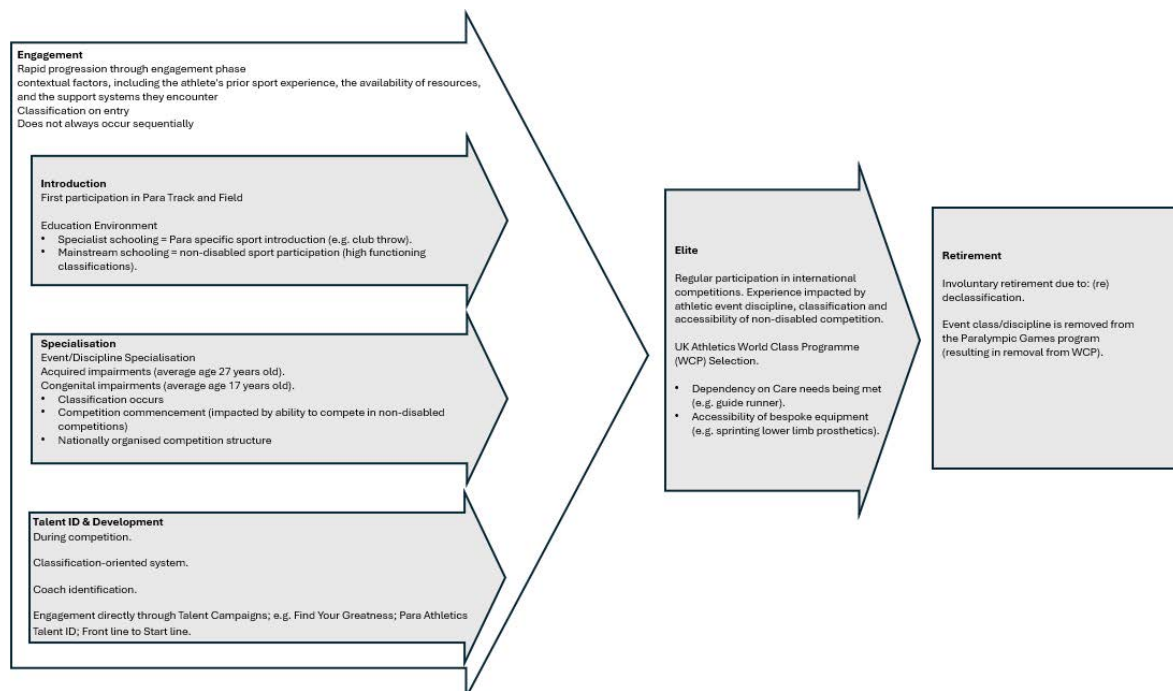 Engagement
Rapid progression through engagement phase
contextual factors, including the athlete's prior sport experience, the availability of resources,
and the support systems they encounter
Classification on entry
Does not always occur sequentially
Introduction
First participation in Para Track and Field
Education Environment
• Specialist schooling = Para specific sport introduction (e.g. club throw).
• Mainstream schooling = non-disabled sport participation (high functioning
classifications).
Specialisation
Event/Discipline Specialisation
Acquired impairments (average age 27 years old).
Congenital impairments (average age 17 years old).
• Classification occurs
• Competition commencement (impacted by ability to compete in non-disabled
competitions)
• Nationally organised competition structure
Talent ID & Development
During competition.
Classification-oriented system.
Coach identification.
Engagement directly through Talent Campaigns; e.g. Find Your Greatness; Para Athletics
Talent ID; Front line to Start line.
Elite
Regular participation in international
competitions. Experience impacted by
athletic event discipline, classification and
accessibility of non-disabled competition.
UK Athletics World Class Programme
(WCP) Selection.
• Dependency on Care needs being met
(e.g. guide runner).
• Accessibility of bespoke equipment
(e.g. sprinting lower limb prosthetics).
Retirement
Involuntary retirement due to: (re)
declassification.
Event class/discipline is removed from
the Paralympic Games program
(resulting in removal from WCP).